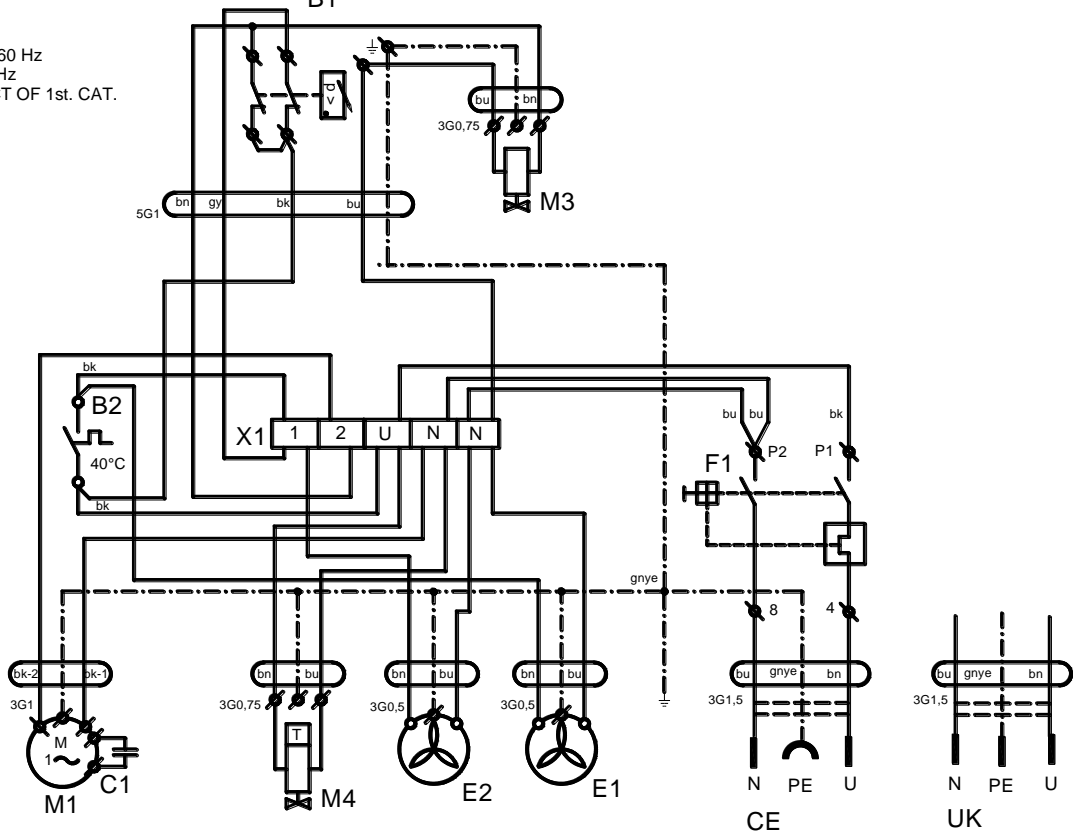 B1
60 Hz
Hz
CT OF 1st. CAT.
bu bn
3G0,75
M3
bn gy bk bu
5G1
bk
B2
X1 1 2 U N N
40°C
bk
bu bu bk
P2 P1
F1
gnye
8 4
bk-2 bk-1
3G1
bn bu
3G0,75
bn bu
3G0,5
bn bu
3G0,5
bu gnye bn
3G1,5
bu gnye bn
3G1,5
M
1
T
M1 C1 M4 E2 E1
N PE U
N PE U
CE UK